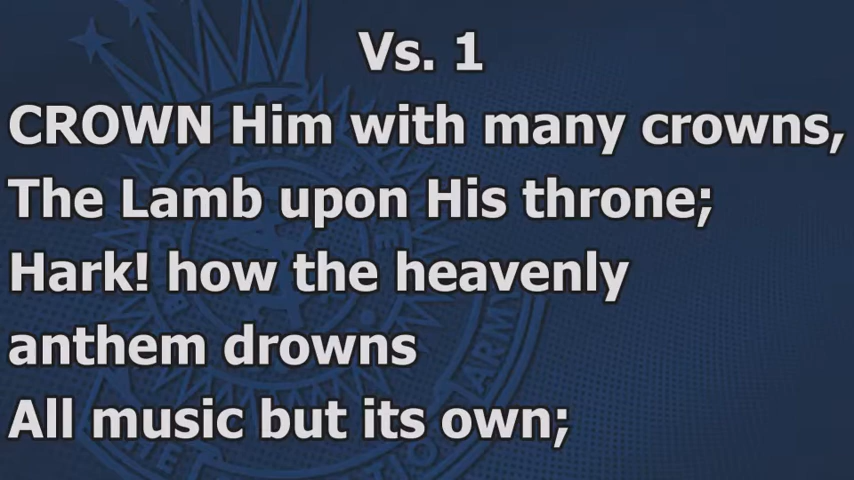 Vs. 1
CROWN Him with many crowns,
The Lamb upon His throne;
Hark! how the heavenly
anthem drowns
All music but its own;
ARMY